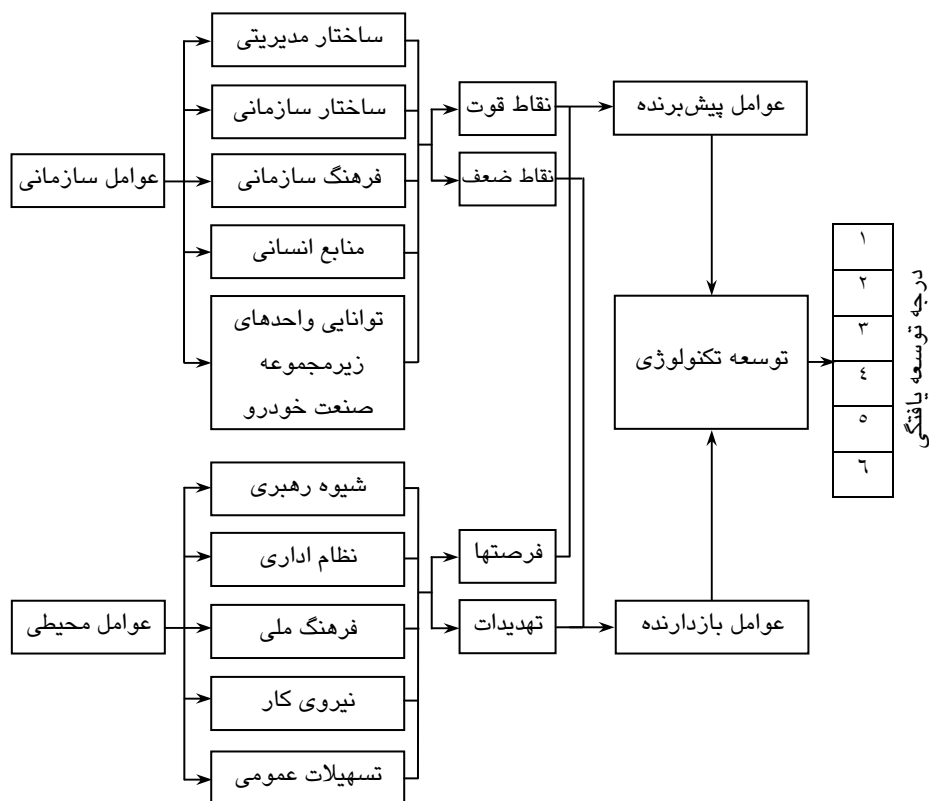 ساختار مدیریتی
ساختار سازمانی
فرهنگ سازمانی
منابع انسانی
توانایی واحدهای
زیرمجموعه
صنعت خودرو
عوامل سازمانی
نقاط قوت
نقاط ضعف
عوامل پیش‌برنده
توسعه تکنولوژی
۱
۲
۳
٤
٥
٦
درجه توسعه یافتگی
شیوه رهبری
نظام اداری
فرهنگ ملی
نیروی کار
تسهیلات عمومی
عوامل محیطی
فرصتها
تهدیدات
عوامل بازدارنده